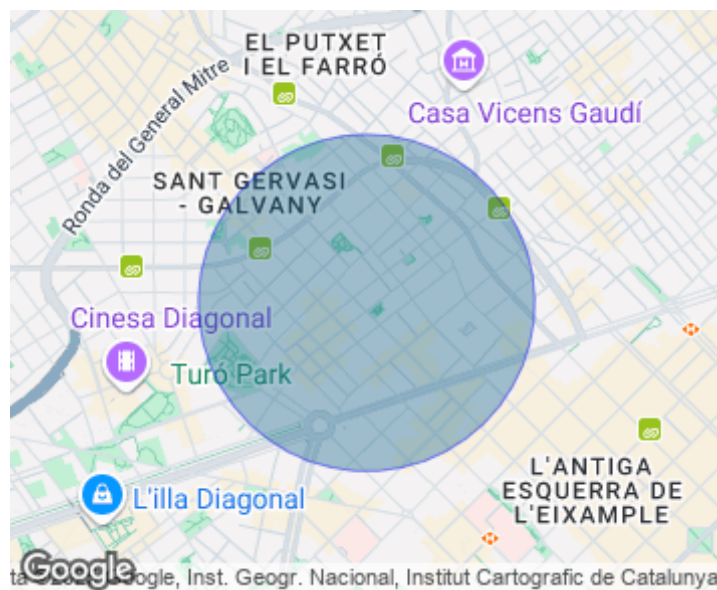 EL PUTXET
I EL FARRÓ
Casa Vicens Gaudí
Ronda del General Mitre
SANT GERVASI
- GALVANY
Cinesa Diagonal
Turó Park
L'illa Diagonal
L'ANTIGA
ESQUERRA DE
L'EIXAMPLE
Google
Google, Inst. Geogr. Nacional, Institut Cartografic de Catalunya